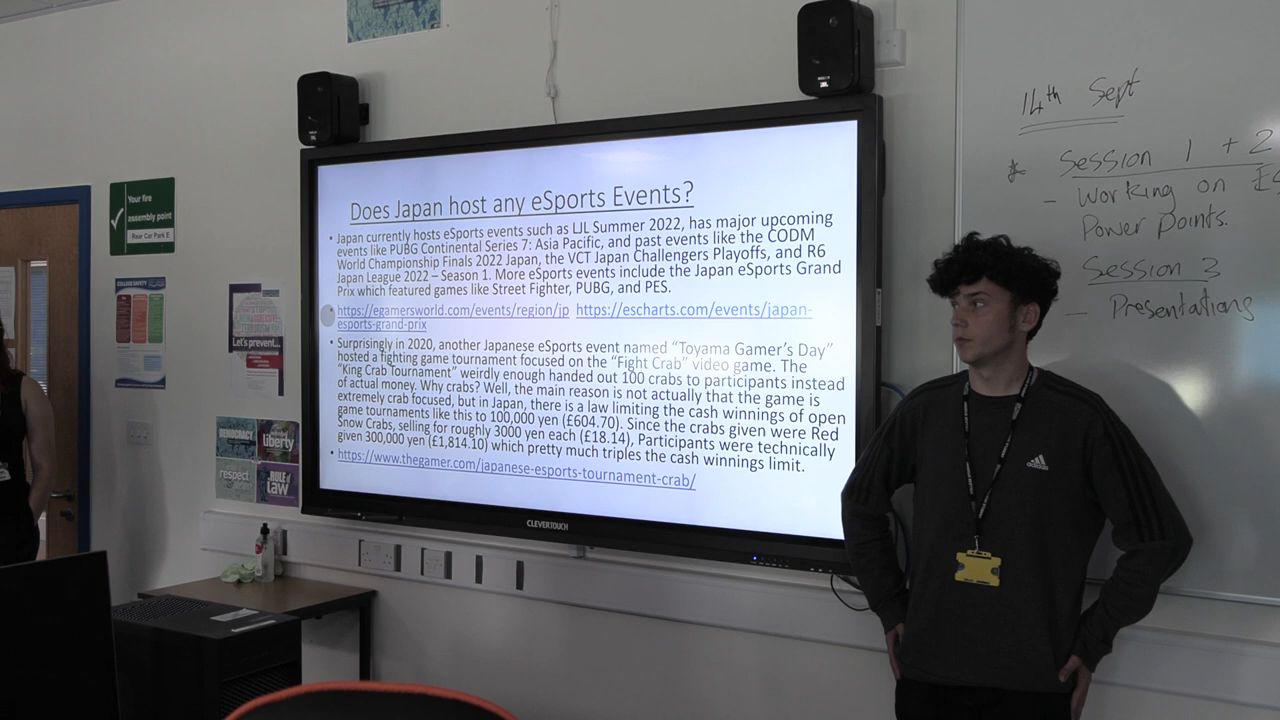 Does Japan host any eSports Events?
• Japan currently hosts eSports events such as LJL Summer 2022, has major upcoming
events like PUBG Continental Series 7: Asia Pacific, and past events like the CODM
World Championship Finals 2022 Japan, the VCT Japan Challengers Playoffs, and R6
Japan League 2022 – Season 1. More eSports events include the Japan eSports Grand
Prix which featured games like Street Fighter, PUBG, and PES.
• https://egamersworld.com/events/region/jp https://escharts.com/events/japan-
esports-grand-prix
• Surprisingly in 2020, another Japanese eSports event named “Toyama Gamer’s Day”
hosted a fighting game tournament focused on the “Fight Crab” video game. The
“King Crab Tournament” weirdly enough handed out 100 crabs to participants instead
of actual money. Why crabs? Well, the main reason is not actually that the game is
extremely crab focused, but in Japan, there is a law limiting the cash winnings of open
game tournaments like this to 100,000 yen (£604.70). Since the crabs given were Red
Snow Crabs, selling for roughly 3000 yen each (£18.14), Participants were technically
given 300,000 yen (£1,814.10) which pretty much triples the cash winnings limit.
• https://www.thegamer.com/japanese-esports-tournament-crab/
CLEVERTOUCH
14th Sept
* Session 1 + 2
- Working on
Power Points.
Session 3
- Presentations
Your fire
assembly point
Rear Car Park E
COLLEGE SAFETY
TERRORISM
Let's prevent...
DEMOCRACY
liberty
respect
RULE of
LAW
JBL
adidas